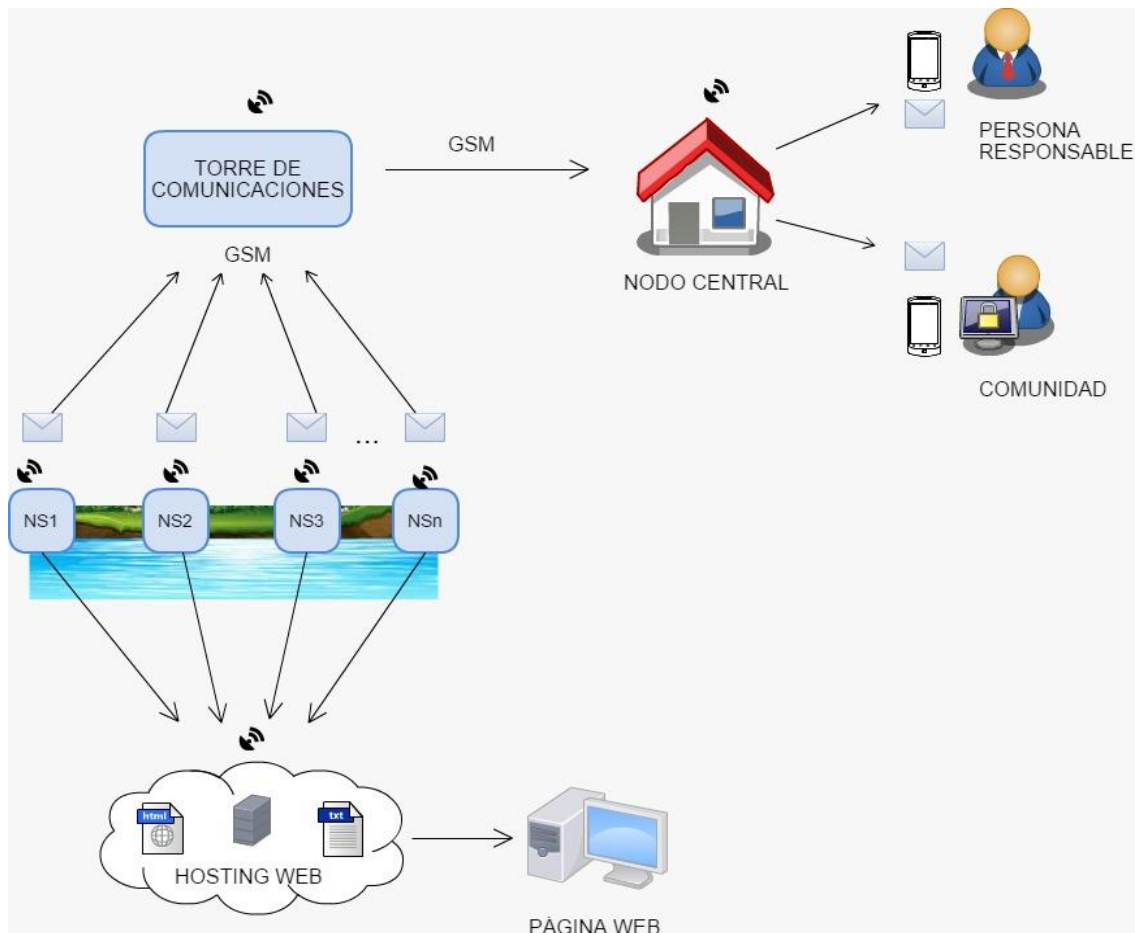 TORRE DE
COMUNICACIONES
GSM
GSM
NODO CENTRAL
PERSONA
RESPONSABLE
COMUNIDAD
...
NS1
NS2
NS3
NSn
html
txt
HOSTING WEB
PÀGINA WEB